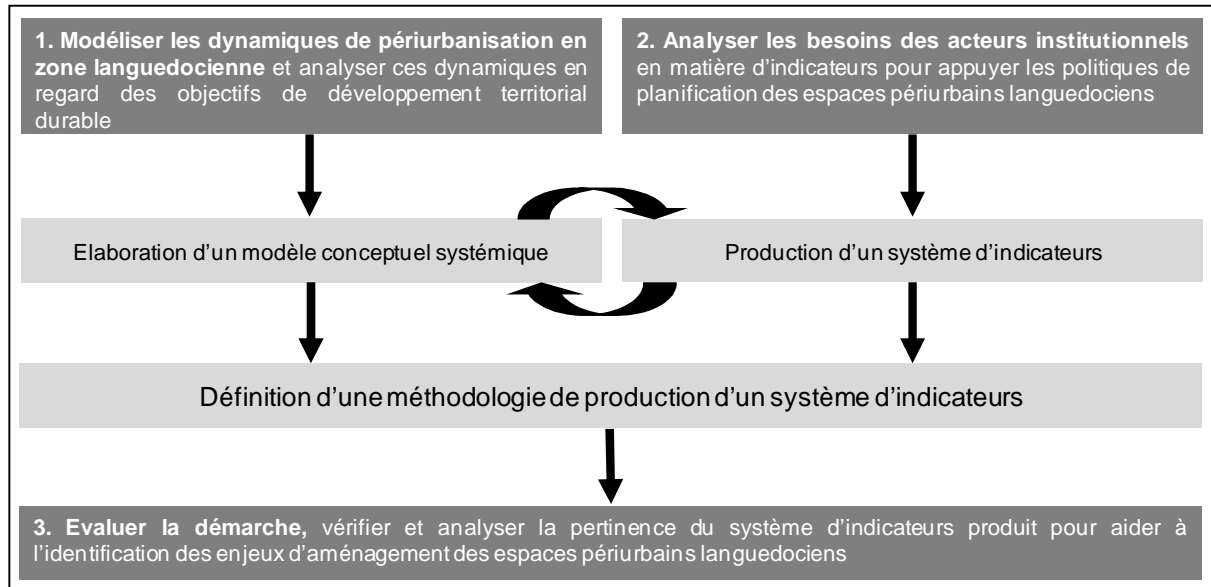 1. Modéliser les dynamiques de périurbanisation en
zone languedocienne et analyser ces dynamiques en
regard des objectifs de développement territorial
durable
2. Analyser les besoins des acteurs institutionnels
en matière d'indicateurs pour appuyer les politiques de
planification des espaces périurbains languedociens
Elaboration d'un modèle conceptuel systémique
Production d'un système d'indicateurs
Définition d'une méthodologie de production d'un système d'indicateurs
3. Evaluer la démarche, vérifier et analyser la pertinence du système d'indicateurs produit pour aider à
l'identification des enjeux d'aménagement des espaces périurbains languedociens